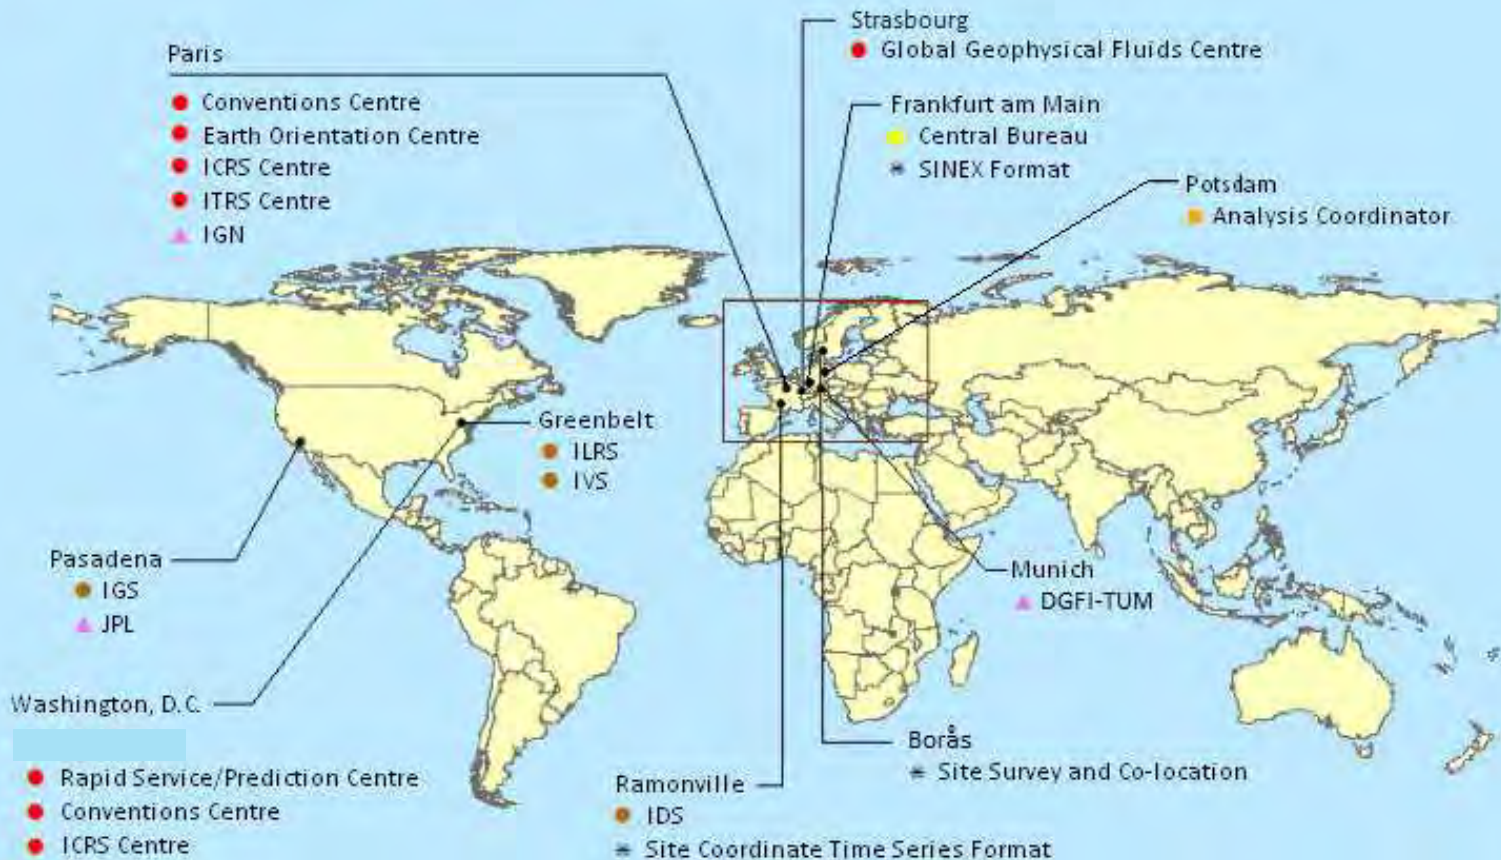 Strasbourg
Global Geophysical Fluids Centre
Paris
Conventions Centre
Earth Orientation Centre
ICRS Centre
ITRS Centre
IGN
Frankfurt am Main
Central Bureau
SINEX Format
Potsdam
Analysis Coordinator
Greenbelt
ILRS
IVS
Pasadena
IGS
JPL
Munich
DGFI-TUM
Washington, D.C.
Rapid Service/Prediction Centre
Conventions Centre
ICRS Centre
Ramonville
IDS
Site Coordinate Time Series Format
Borås
Site Survey and Co-location